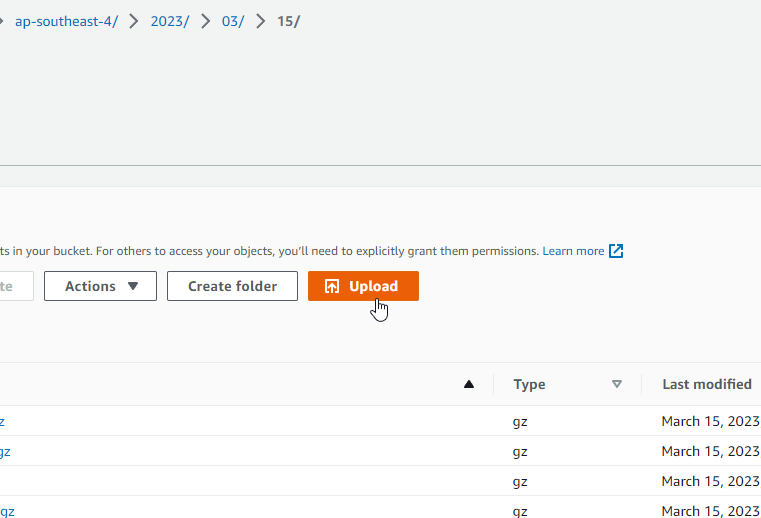 ap-southeast-4/ 2023/ 03/ 15/
ts in your bucket. For others to access your objects, you'll need to explicitly grant them permissions. Learn more
te Actions Create folder Upload
Type Last modified
z gz March 15, 2023
gz gz March 15, 2023
gz March 15, 2023
gz gz March 15, 2023